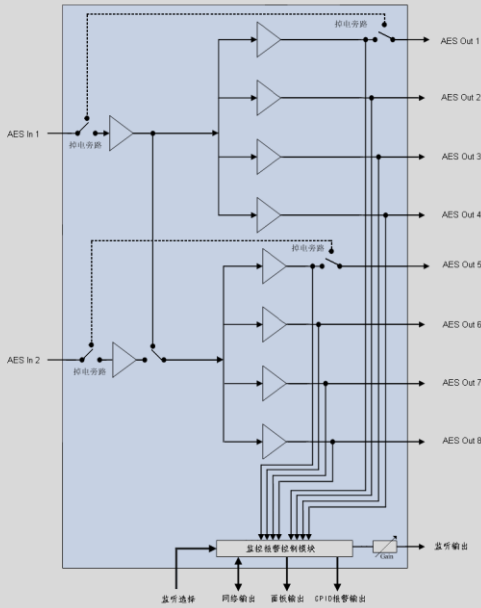 掉电旁路
AES Out 1
AES Out 2
AES In 1
掉电旁路
AES Out 3
AES Out 4
掉电旁路
AES Out 5
AES Out 6
AES In 2
掉电旁路
AES Out 7
AES Out 8
监控报警控制模块
监听输出
Gain
监听选择
网络输出
面板输出
GPIO报警输出